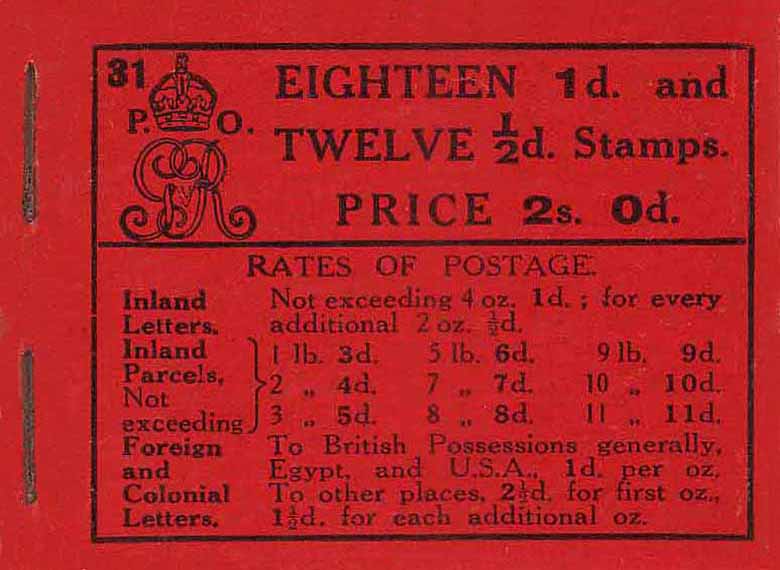 31
P. O.
GvR
EIGHTEEN 1d. and
TWELVE ½d. Stamps.
PRICE 2s. 0d.
RATES OF POSTAGE.
Inland Letters. Not exceeding 4 oz. 1d. ; for every
additional 2 oz. ½d.
Inland Parcels, Not exceeding
1 lb. 3d. 5 lb. 6d. 9 lb. 9d.
2 „ 4d. 7 „ 7d. 10 „ 10d.
3 „ 5d. 8 „ 8d. 11 „ 11d.
Foreign and Colonial Letters. To British Possessions generally,
Egypt, and U.S.A., 1d. per oz.
To other places, 2½d. for first oz.,
1½d. for each additional oz.